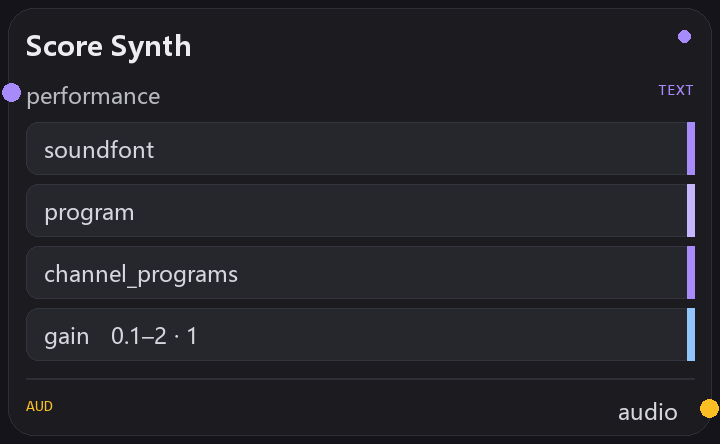 Score Synth
performance TEXT
soundfont
program
channel_programs
gain 0.1–2 · 1
AUD audio